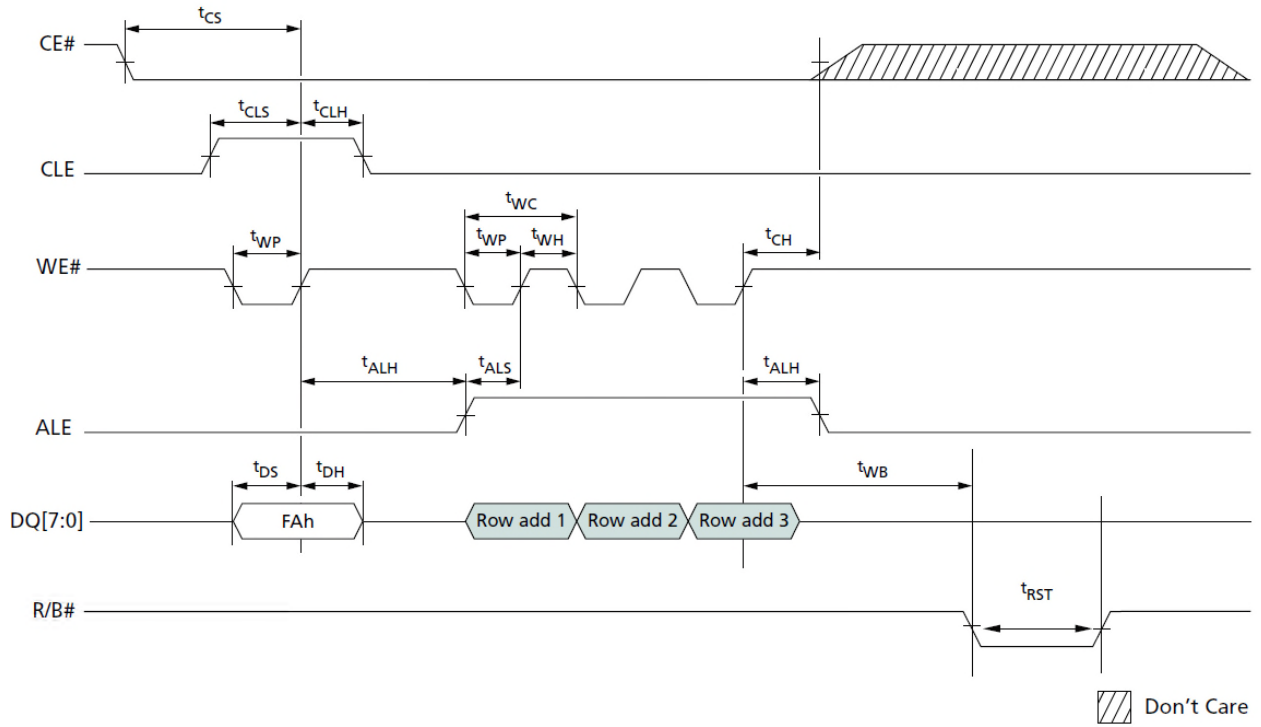 tCS
CE#
tCLS tCLH
CLE
tWC
tWP tWP tWH tCH
WE#
tALH tALS tALH
ALE
tDS tDH tWB
DQ[7:0] FAh Row add 1 Row add 2 Row add 3
tRST
R/B#
Don't Care